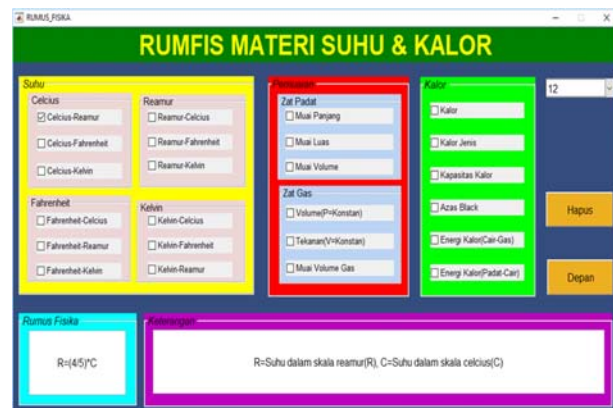 RUMUS_FISIKA
RUMFIS MATERI SUHU & KALOR
Suhu
Celcius
Celcius-Reamur
Celcius-Fahrenheit
Celcius-Kelvin
Reamur
Reamur-Celcius
Reamur-Fahrenheit
Reamur-Kelvin
Fahrenheit
Fahrenheit-Celcius
Fahrenheit-Reamur
Fahrenheit-Kelvin
Kelvin
Kelvin-Celcius
Kelvin-Fahrenheit
Kelvin-Reamur
Pemuaian
Zat Padat
Muai Panjang
Muai Luas
Muai Volume
Zat Gas
Volume(P=Konstan)
Tekanan(V=Konstan)
Muai Volume Gas
Kalor
Kalor
Kalor Jenis
Kapasitas Kalor
Azas Black
Energi Kalor(Cair-Gas)
Energi Kalor(Padat-Cair)
12
Hapus
Depan
Rumus Fisika
R=(4/5)*C
Keterangan
R=Suhu dalam skala reamur(R), C=Suhu dalam skala celcius(C)